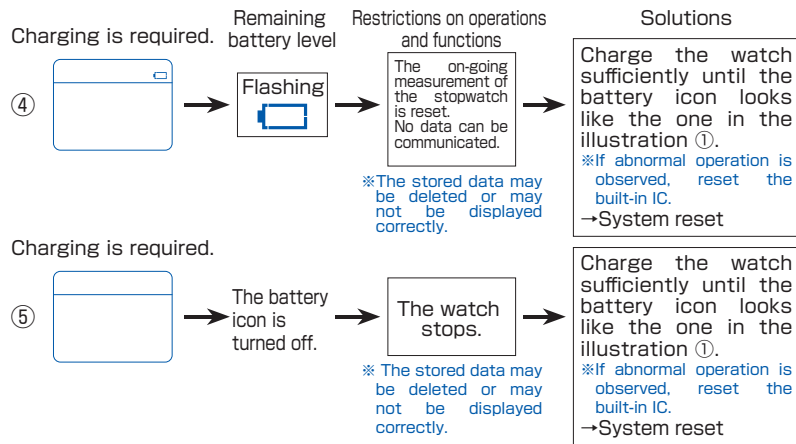 Remaining battery level
Restrictions on operations and functions
Solutions
Charging is required.
④
Flashing
The on-going
measurement of
the stopwatch
is reset.
No data can be
communicated.
※The stored data may
be deleted or may
not be displayed
correctly.
Charge the watch
sufficiently until the
battery icon looks
like the one in the
illustration ①.
※If abnormal operation is
observed, reset the
built-in IC.
→System reset
Charging is required.
⑤
The battery
icon is
turned off.
The watch
stops.
※ The stored data may
be deleted or may
not be displayed
correctly.
Charge the watch
sufficiently until the
battery icon looks
like the one in the
illustration ①.
※If abnormal operation is
observed, reset the
built-in IC.
→System reset